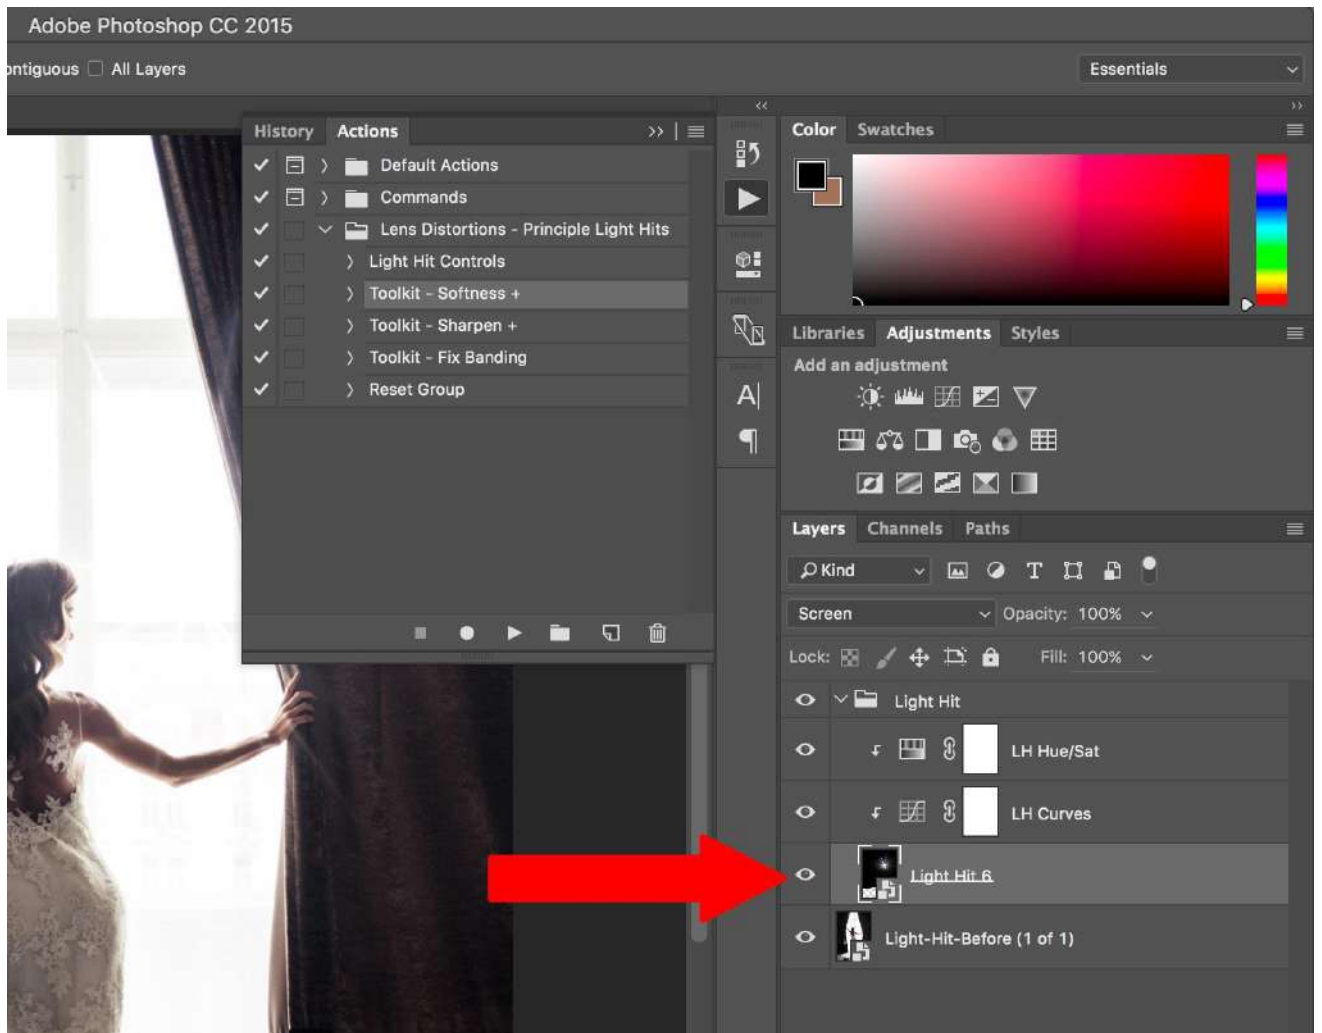 Adobe Photoshop CC 2015
ontiguous All Layers
Essentials
History Actions
Default Actions
Commands
Lens Distortions - Principle Light Hits
Light Hit Controls
Toolkit - Softness +
Toolkit - Sharpen +
Toolkit - Fix Banding
Reset Group
Color Swatches
Libraries Adjustments Styles
Add an adjustment
Layers Channels Paths
Kind
Screen Opacity: 100%
Lock: Fill: 100%
Light Hit
LH Hue/Sat
LH Curves
Light Hit 6
Light-Hit-Before (1 of 1)